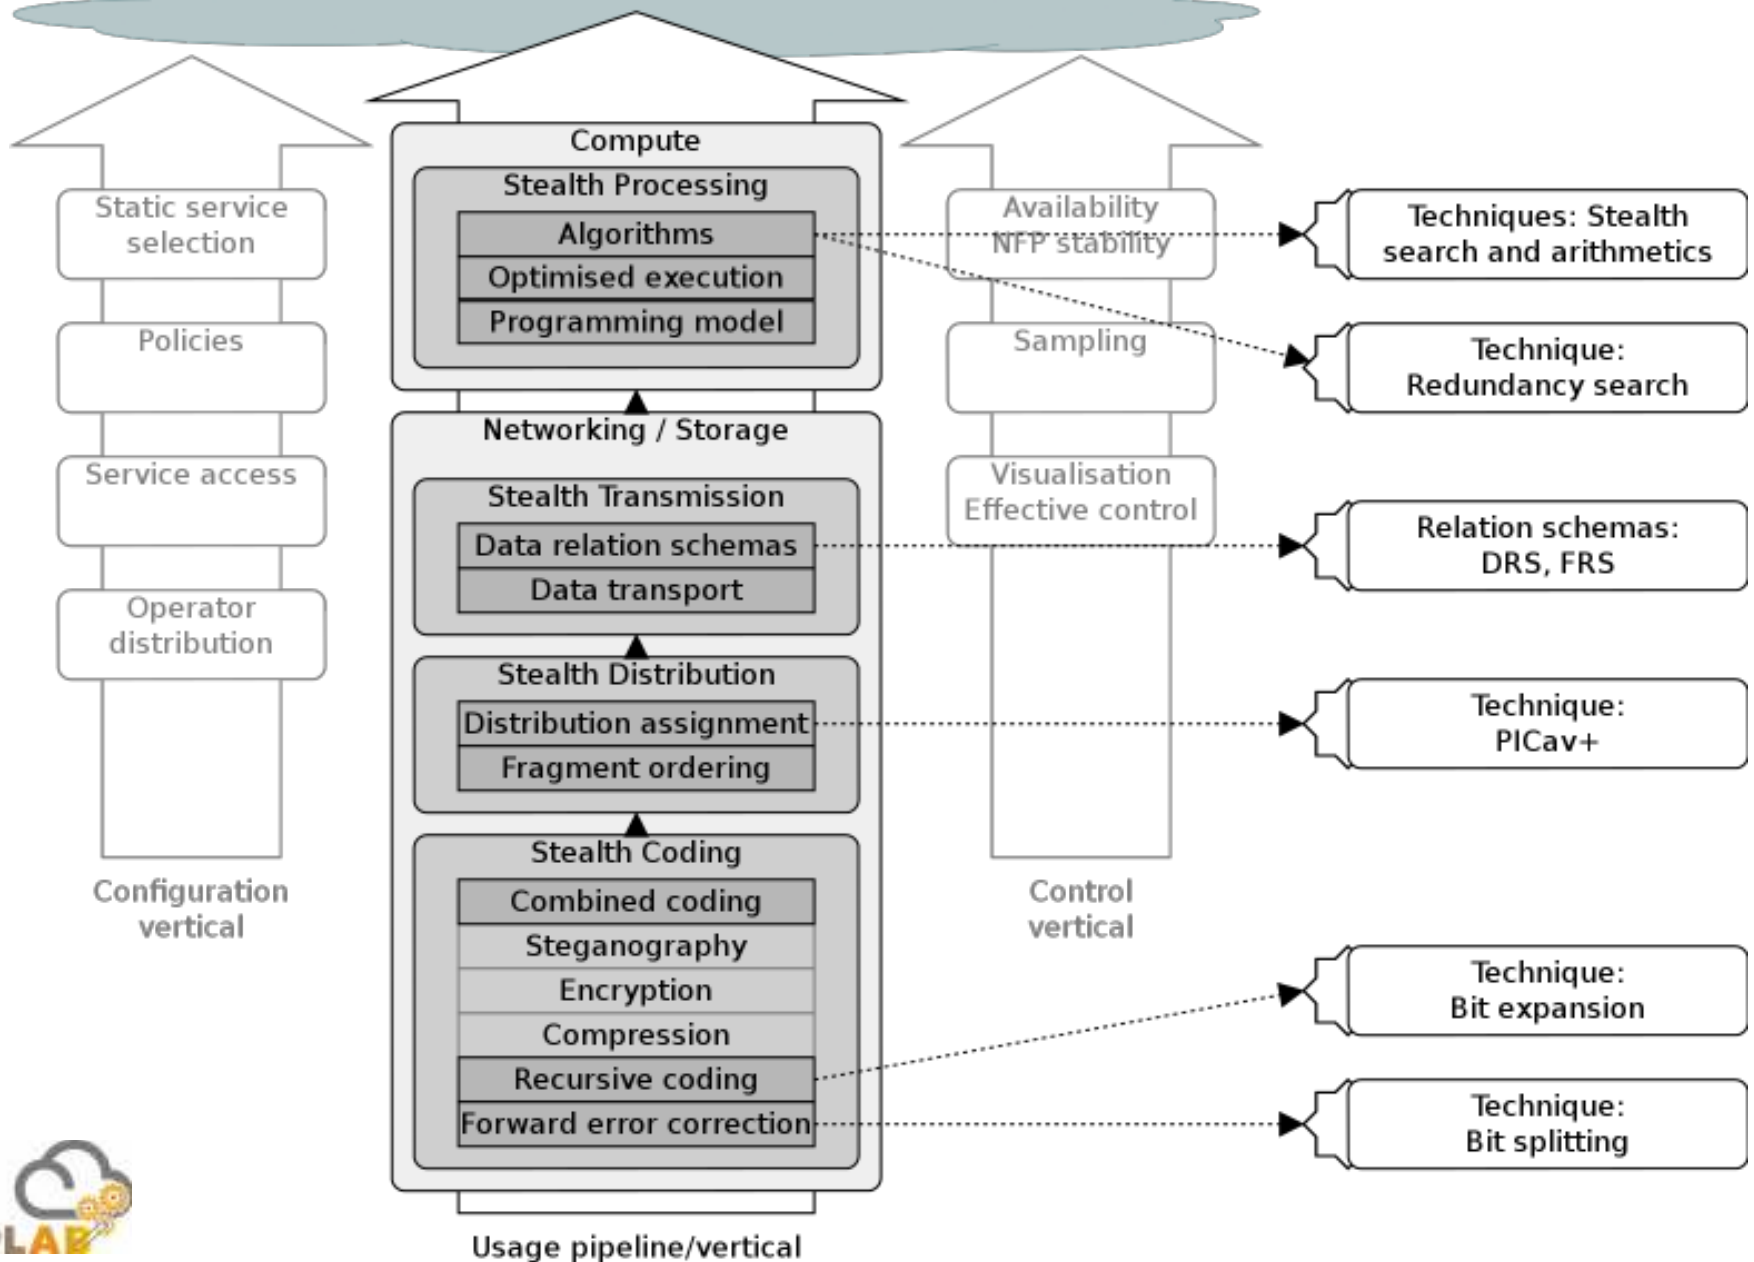 Compute
Stealth Processing
Algorithms
Optimised execution
Programming model
Networking / Storage
Stealth Transmission
Data relation schemas
Data transport
Stealth Distribution
Distribution assignment
Fragment ordering
Stealth Coding
Combined coding
Steganography
Encryption
Compression
Recursive coding
Forward error correction
Usage pipeline/vertical
Static service
selection
Policies
Service access
Operator
distribution
Configuration
vertical
Availability
NFP stability
Sampling
Visualisation
Effective control
Control
vertical
Techniques: Stealth
search and arithmetics
Technique:
Redundancy search
Relation schemas:
DRS, FRS
Technique:
PICav+
Technique:
Bit expansion
Technique:
Bit splitting
LAB